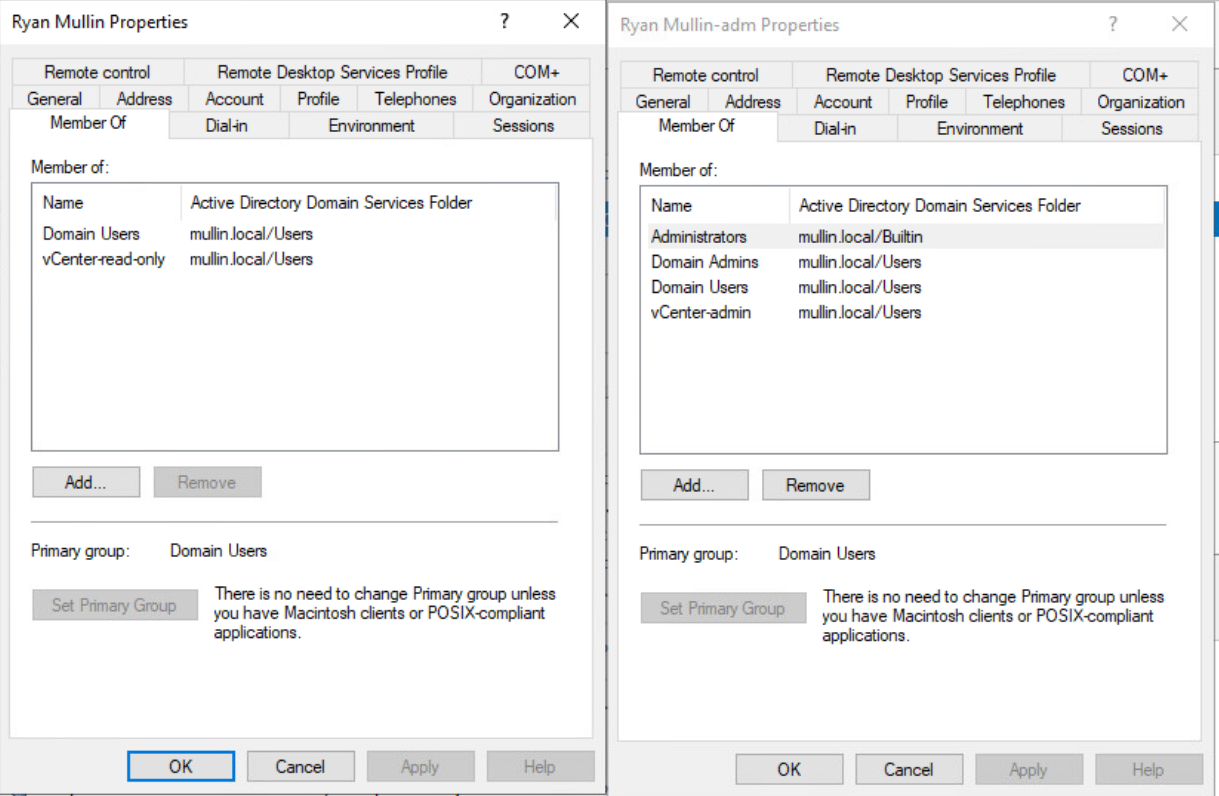 Ryan Mullin Properties
?
Remote control
Remote Desktop Services Profile
COM+
General
Address
Account
Profile
Telephones
Organization
Member Of
Dial-in
Environment
Sessions
Member of:
Name
Active Directory Domain Services Folder
Domain Users
mullin.local/Users
vCenter-read-only
mullin.local/Users
Add...
Remove
Primary group:
Domain Users
Set Primary Group
There is no need to change Primary group unless
you have Macintosh clients or POSIX-compliant
applications.
OK
Cancel
Apply
Help
Ryan Mullin-adm Properties
?
Remote control
Remote Desktop Services Profile
COM+
General
Address
Account
Profile
Telephones
Organization
Member Of
Dial-in
Environment
Sessions
Member of:
Name
Active Directory Domain Services Folder
Administrators
mullin.local/Builtin
Domain Admins
mullin.local/Users
Domain Users
mullin.local/Users
vCenter-admin
mullin.local/Users
Add...
Remove
Primary group:
Domain Users
Set Primary Group
There is no need to change Primary group unless
you have Macintosh clients or POSIX-compliant
applications.
OK
Cancel
Apply
Help